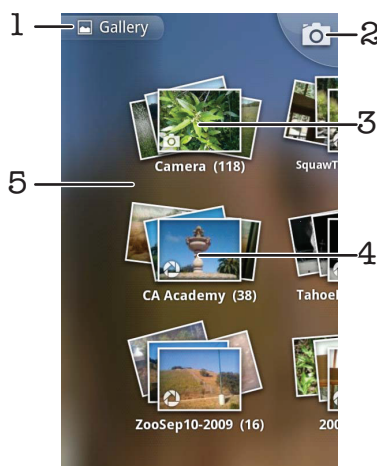 1 Gallery 2
3
Camera (118) SquawT
5
4
CA Academy (38) Tahoe
ZooSep10-2009 (16) 200